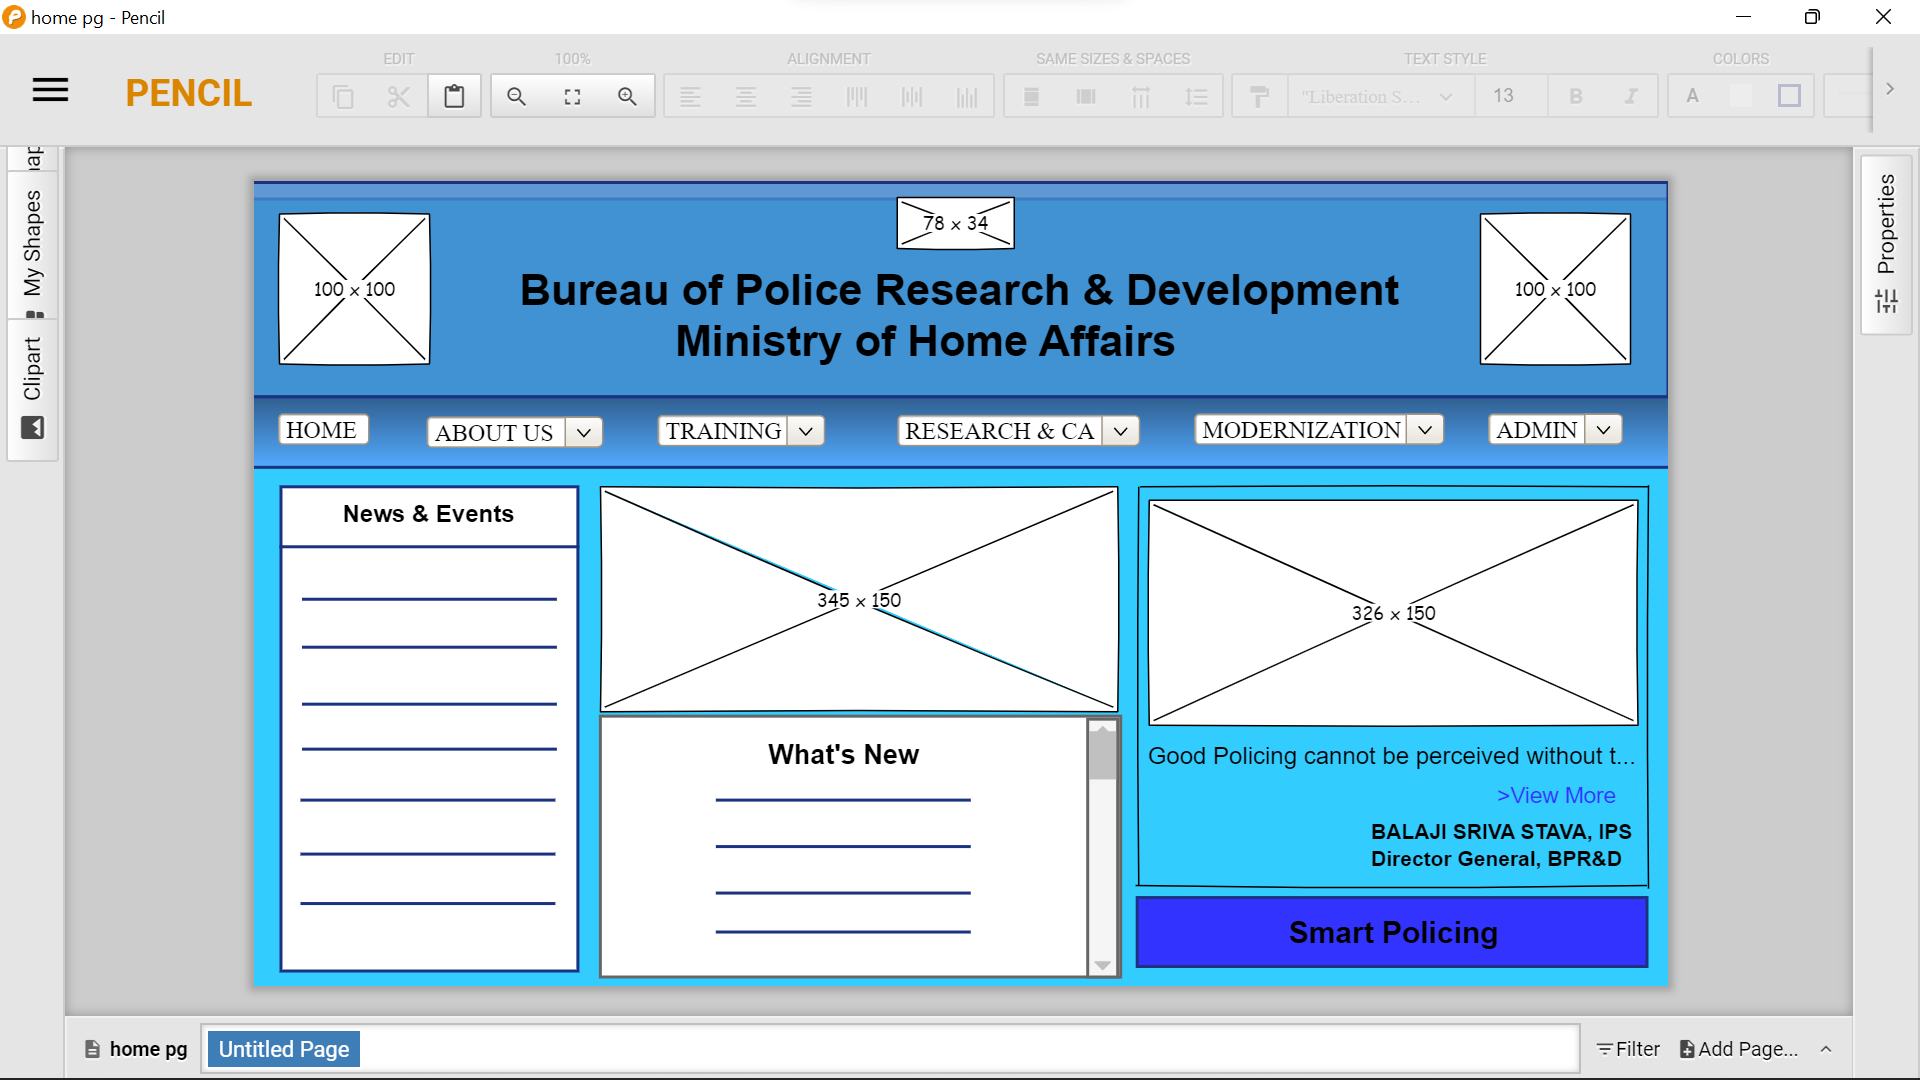 home pg - Pencil
EDIT
100%
ALIGNMENT
SAME SIZES & SPACES
TEXT STYLE
COLORS
PENCIL
"Liberation S...
13
B
I
A
My Shapes
Clipart
Properties
100 × 100
78 × 34
100 × 100
Bureau of Police Research & Development
Ministry of Home Affairs
HOME
ABOUT US
TRAINING
RESEARCH & CA
MODERNIZATION
ADMIN
News & Events
345 × 150
326 × 150
What's New
Good Policing cannot be perceived without t...
>View More
BALAJI SRIVA STAVA, IPS
Director General, BPR&D
Smart Policing
home pg
Untitled Page
Filter
Add Page...